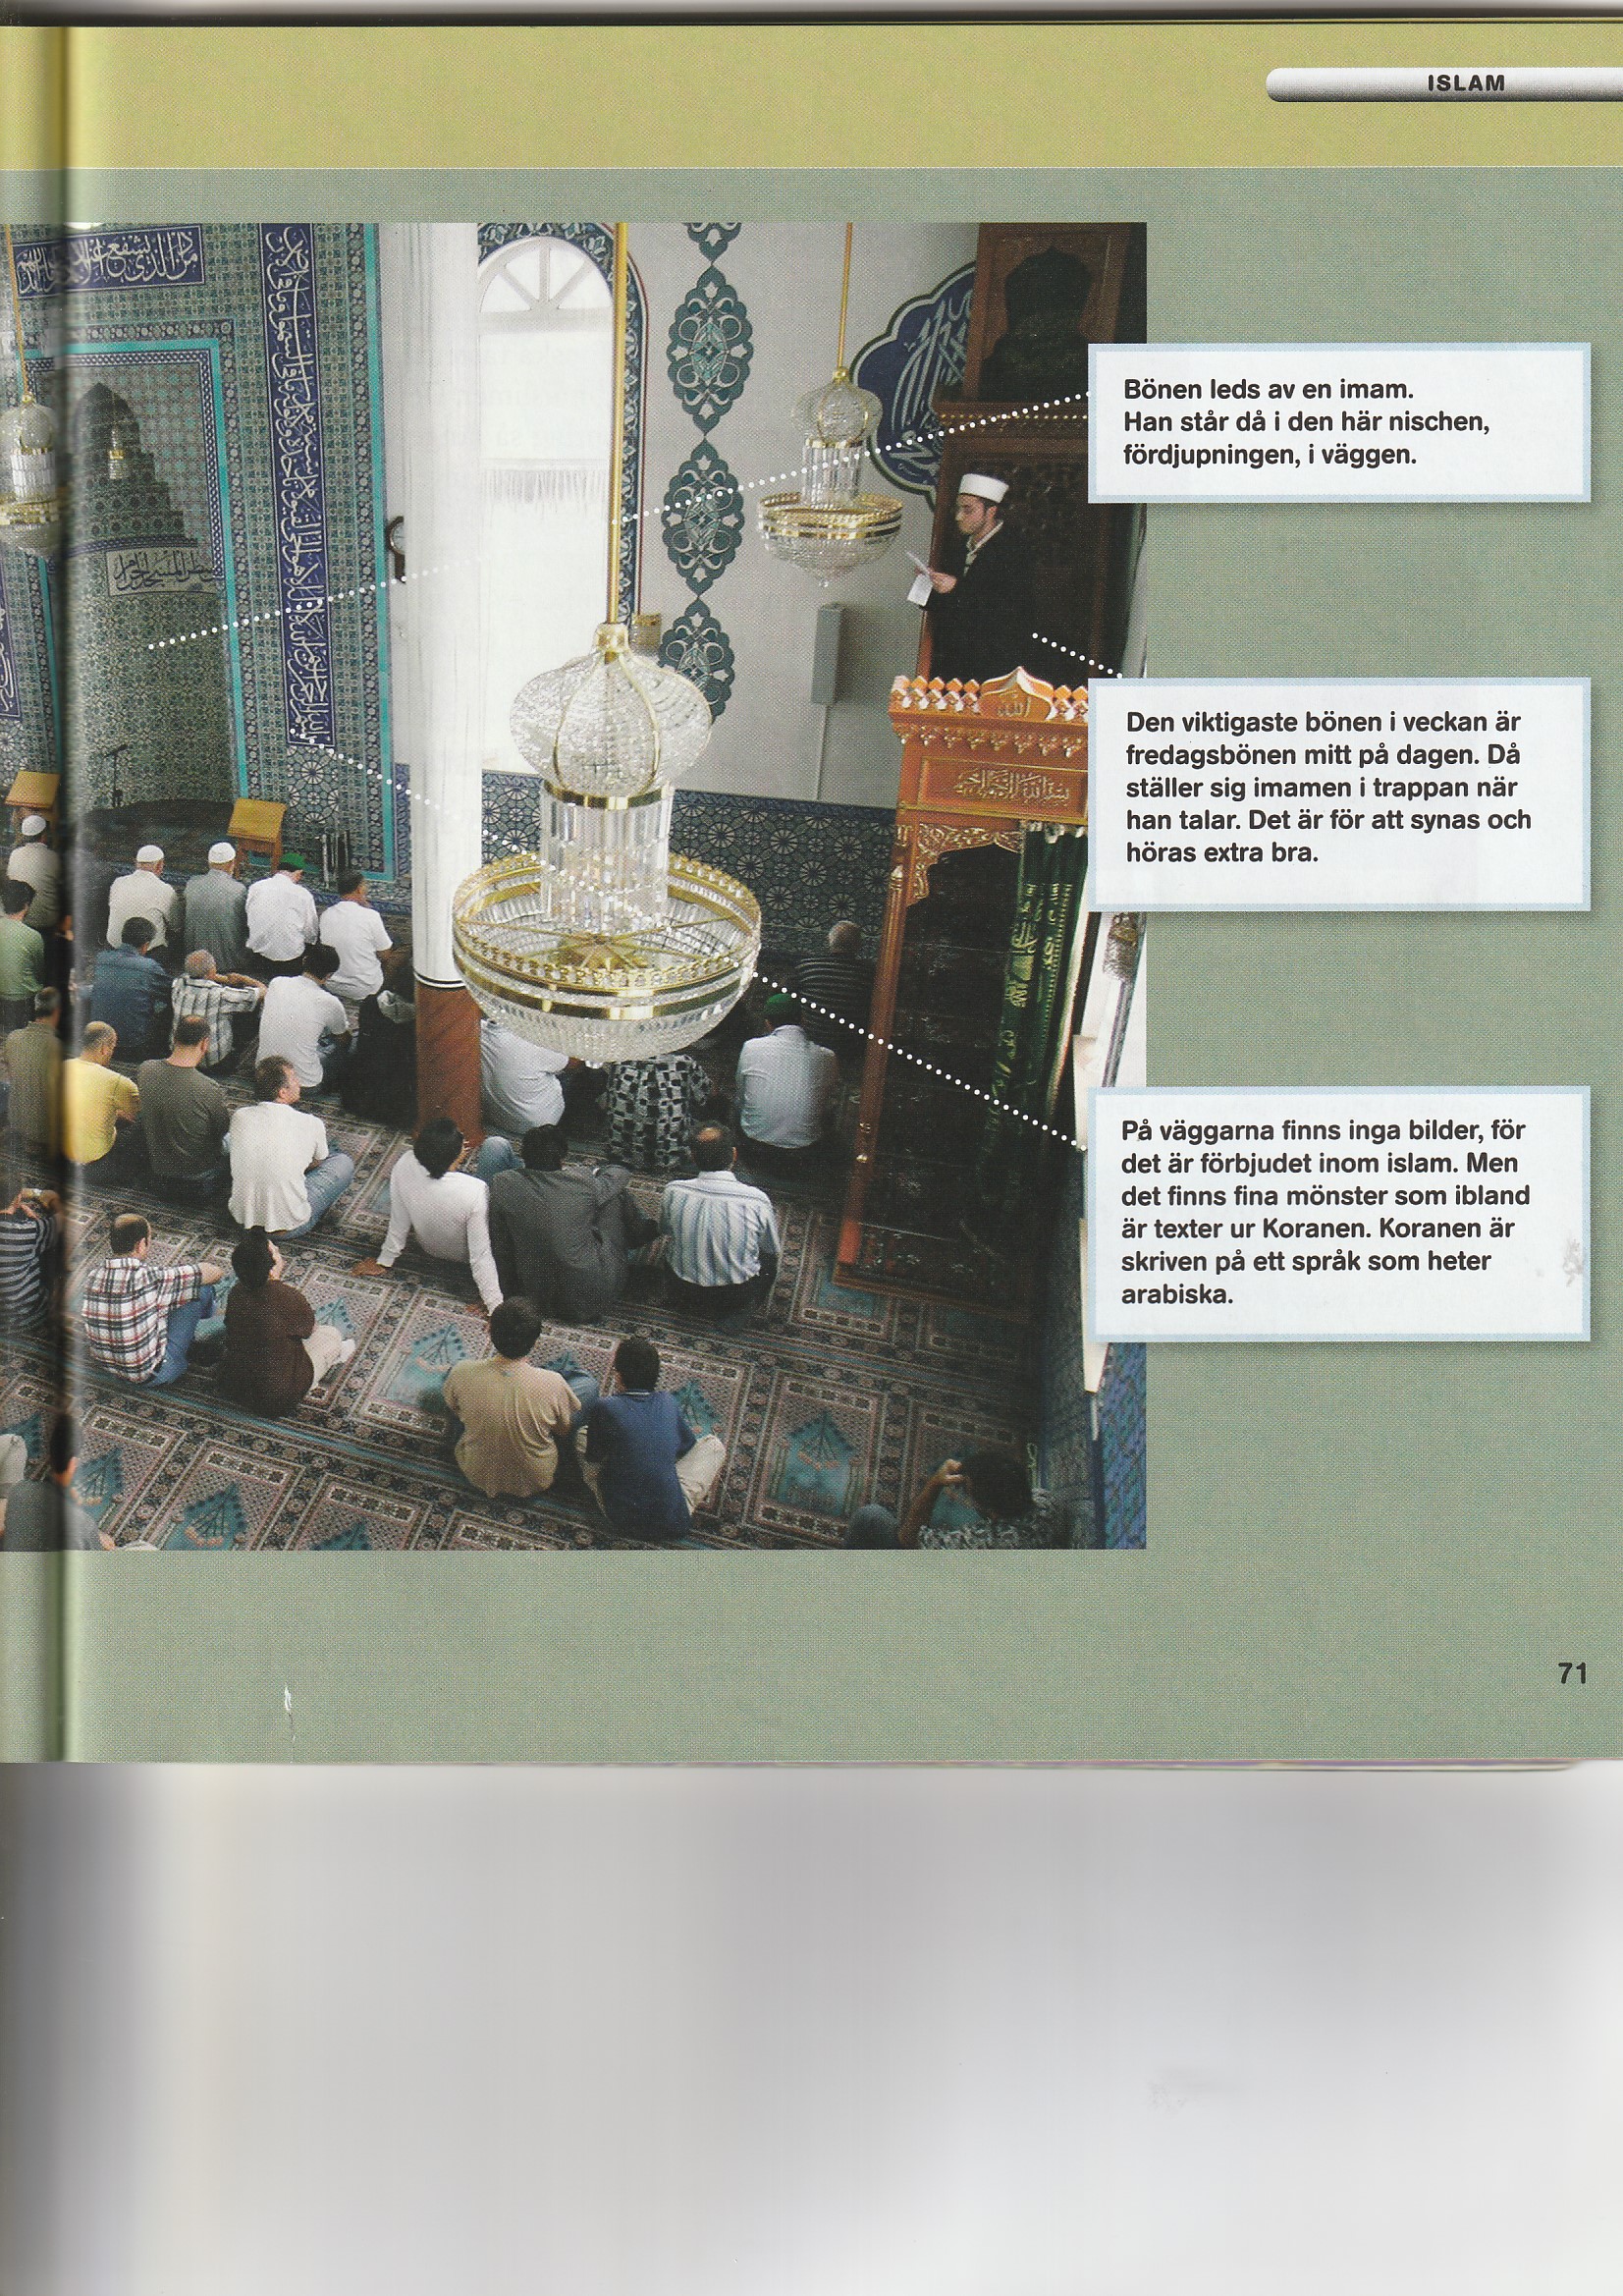 ISLAM
Bönen leds av en imam.
Han står då i den här nischen,
fördjupningen, i väggen.
Den viktigaste bönen i veckan är
fredagsbönen mitt på dagen. Då
ställer sig imamen i trappan när
han talar. Det är för att synas och
höras extra bra.
På väggarna finns inga bilder, för
det är förbjudet inom islam. Men
det finns fina mönster som ibland
är texter ur Koranen. Koranen är
skriven på ett språk som heter
arabiska.
71